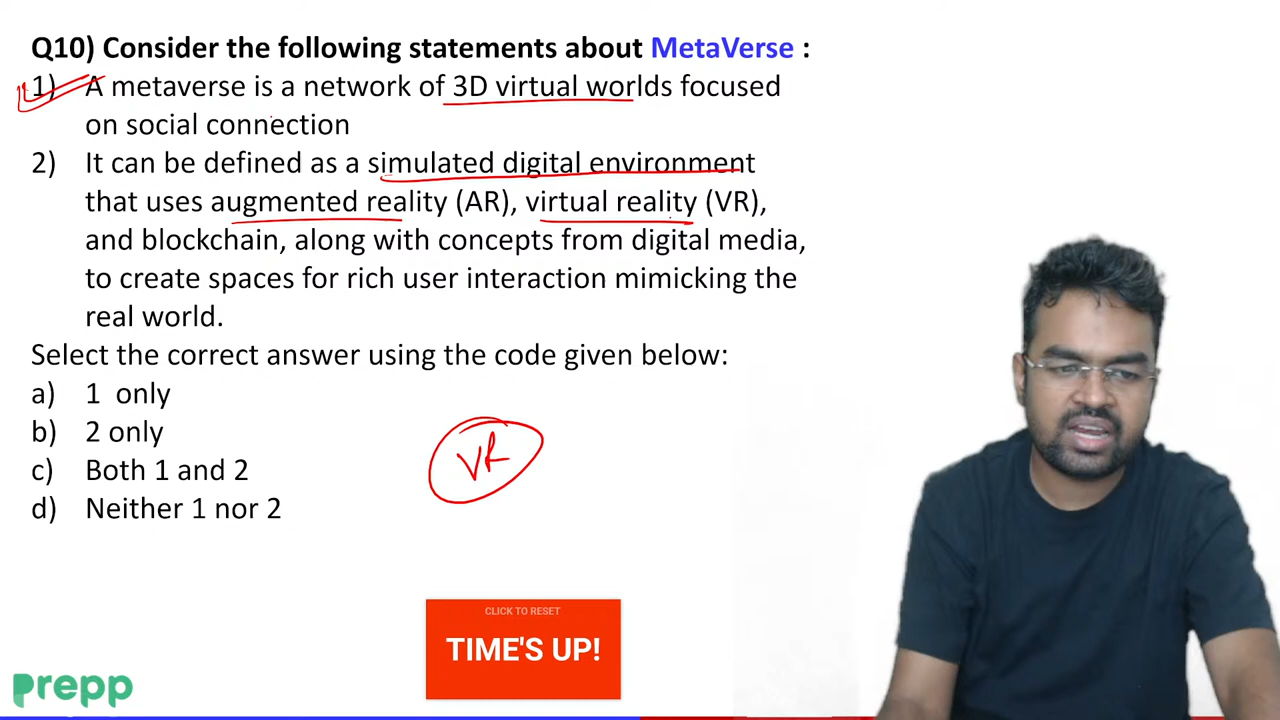 Q10) Consider the following statements about MetaVerse :
1) A metaverse is a network of 3D virtual worlds focused
on social connection
2) It can be defined as a simulated digital environment
that uses augmented reality (AR), virtual reality (VR),
and blockchain, along with concepts from digital media,
to create spaces for rich user interaction mimicking the
real world.
Select the correct answer using the code given below:
a) 1 only
b) 2 only
c) Both 1 and 2
d) Neither 1 nor 2
VR
CLICK TO RESET
TIME'S UP!
prepp